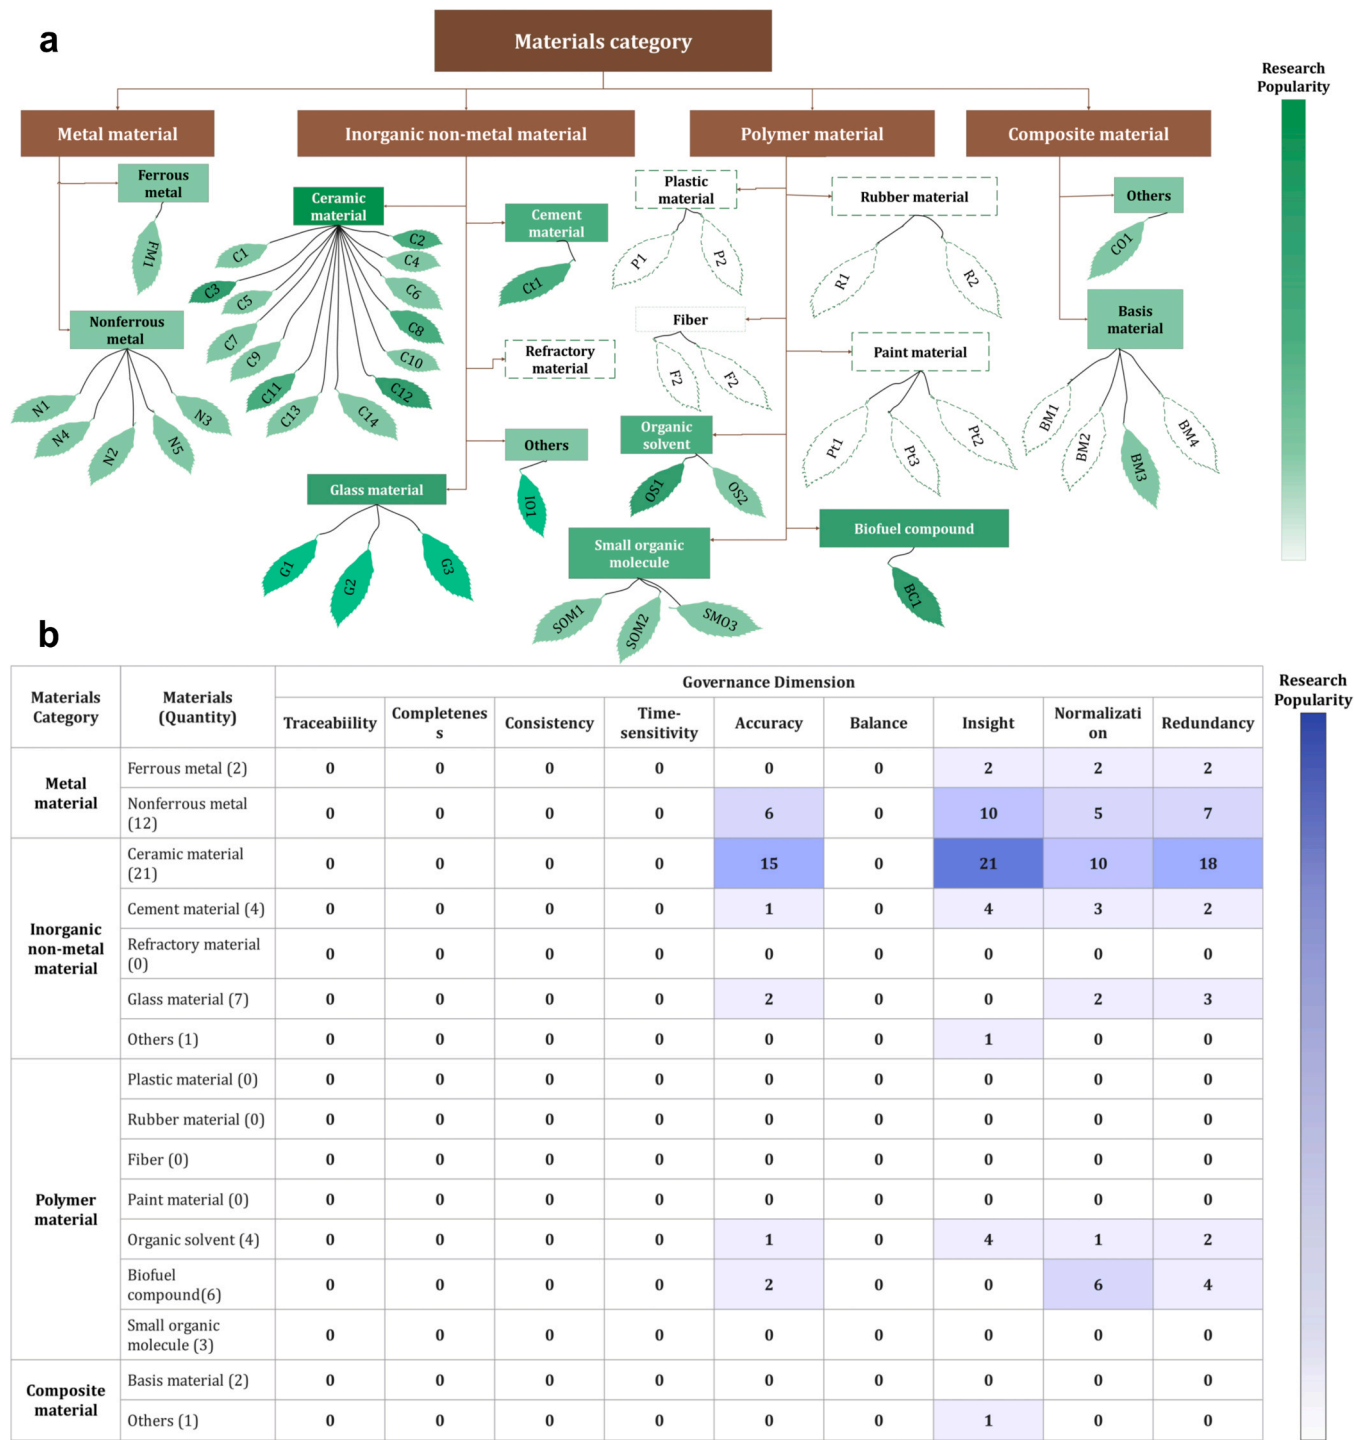 a
Materials category
Research
Popularity
Metal material
Inorganic non-metal material
Polymer material
Composite material
Ferrous
metal
FM1
Nonferrous
metal
N1
N4
N2
N5
N3
Ceramic
material
C1
C2
C4
C3
C5
C6
C7
C8
C9
C10
C11
C12
C13
C14
Cement
material
Ct1
Refractory
material
Others
IO1
Glass material
G1
G2
G3
Plastic
material
P1
P2
Rubber material
R1
R2
Fiber
F2
F2
Paint material
Pt1
Pt3
Pt2
Organic
solvent
OS1
OS2
Small organic
molecule
SOM1
SOM2
SMO3
Biofuel compound
BC1
Others
CO1
Basis
material
BM1
BM2
BM3
BM4
b
Materials
Category
Materials
(Quantity)
Governance Dimension
Traceabiility
Completenes
s
Consistency
Time-
sensitivity
Accuracy
Balance
Insight
Normalizati
on
Redundancy
Research
Popularity
Metal
material
Ferrous metal (2)
0 0 0 0 0 0 2 2 2
Nonferrous metal
(12)
0 0 0 0 6 0 10 5 7
Inorganic
non-metal
material
Ceramic material
(21)
0 0 0 0 15 0 21 10 18
Cement material (4)
0 0 0 0 1 0 4 3 2
Refractory material
(0)
0 0 0 0 0 0 0 0 0
Glass material (7)
0 0 0 0 2 0 0 2 3
Others (1)
0 0 0 0 0 0 1 0 0
Polymer
material
Plastic material (0)
0 0 0 0 0 0 0 0 0
Rubber material (0)
0 0 0 0 0 0 0 0 0
Fiber (0)
0 0 0 0 0 0 0 0 0
Paint material (0)
0 0 0 0 0 0 0 0 0
Organic solvent (4)
0 0 0 0 1 0 4 1 2
Biofuel
compound(6)
0 0 0 0 2 0 0 6 4
Small organic
molecule (3)
0 0 0 0 0 0 0 0 0
Composite
material
Basis material (2)
0 0 0 0 0 0 0 0 0
Others (1)
0 0 0 0 0 0 1 0 0